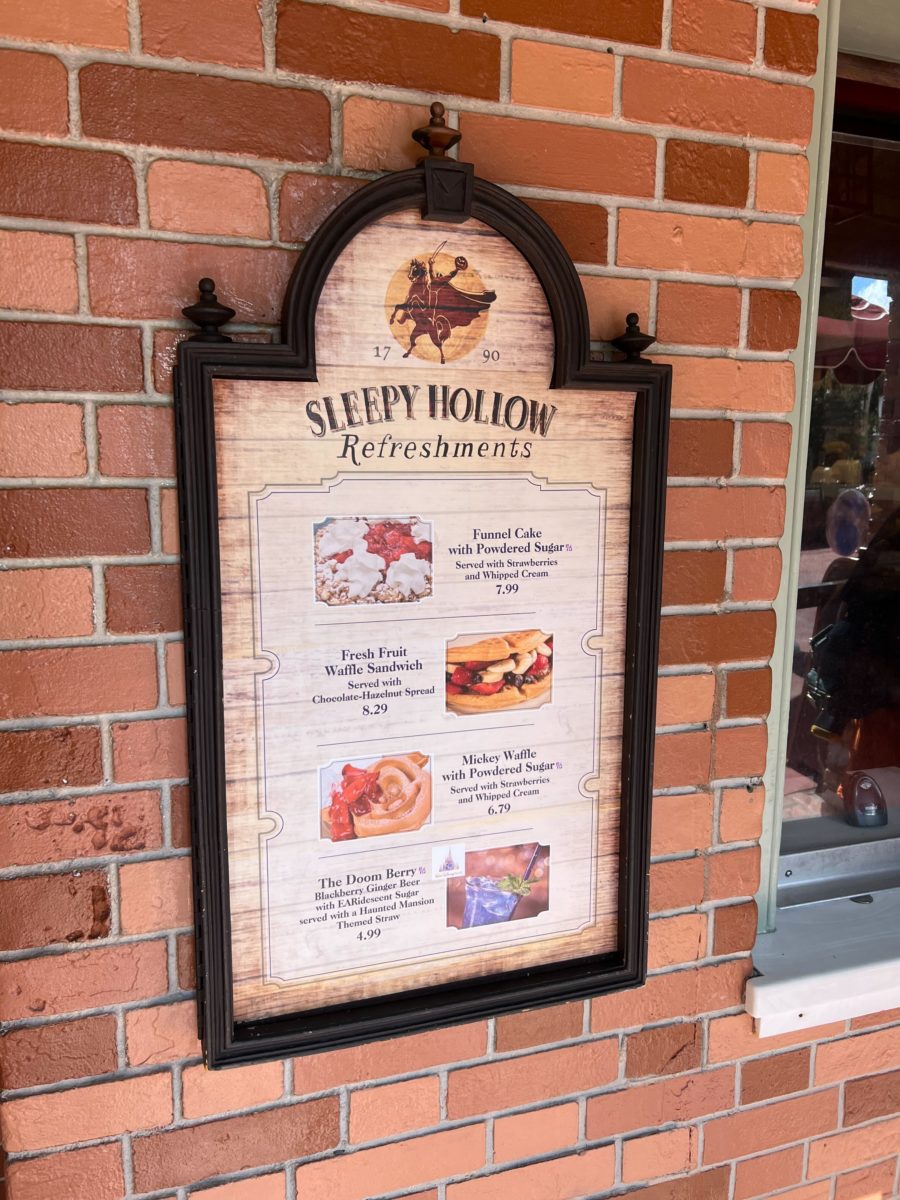 17 90
SLEEPY HOLLOW
Refreshments
Funnel Cake
with Powdered Sugar
Served with Strawberries
and Whipped Cream
7.99
Fresh Fruit
Waffle Sandwich
Served with
Chocolate-Hazelnut Spread
8.29
Mickey Waffle
with Powdered Sugar
Served with Strawberries
and Whipped Cream
6.79
The Doom Berry
Blackberry Ginger Beer
with EARidescent Sugar
served with a Haunted Mansion
Themed Straw
4.99